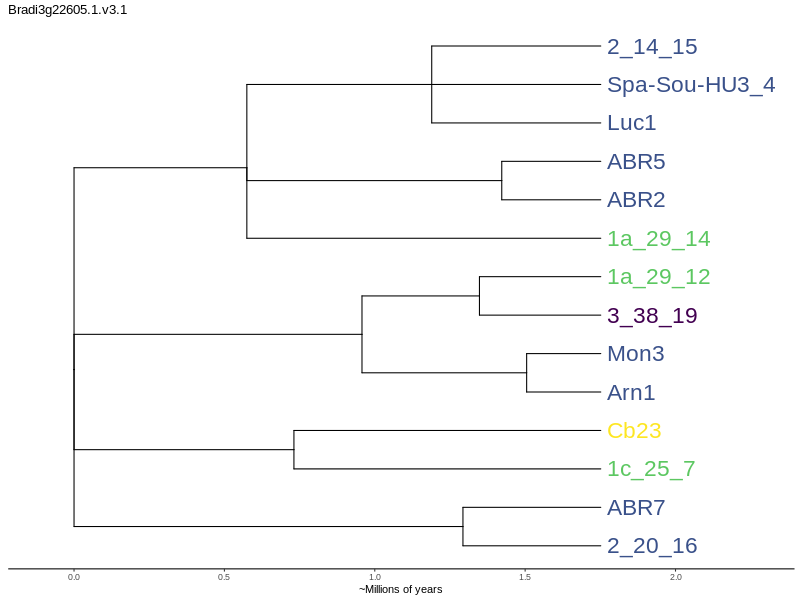 Bradi3g22605.1.v3.1
2_14_15
Spa-Sou-HU3_4
Luc1
ABR5
ABR2
1a_29_14
1a_29_12
3_38_19
Mon3
Arn1
Cb23
1c_25_7
ABR7
2_20_16
0.0 0.5 1.0 1.5 2.0
~Millions of years